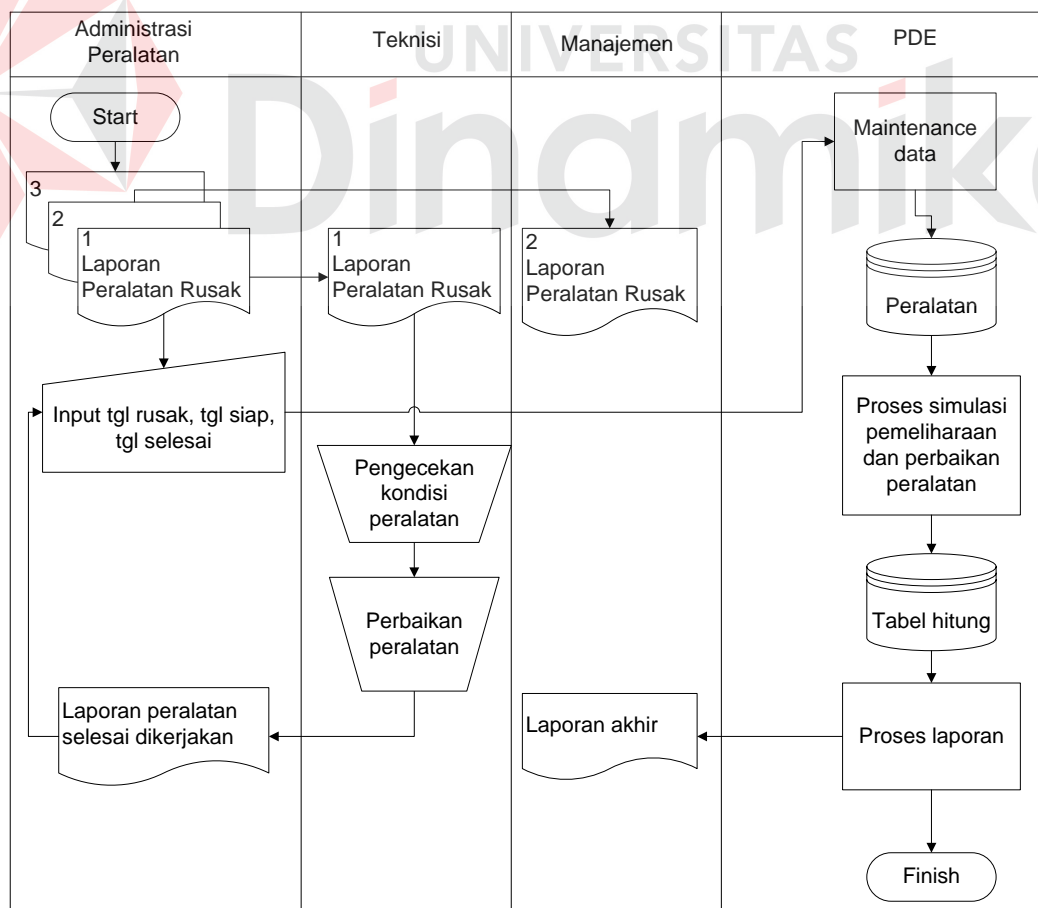 Administrasi
Peralatan
Teknisi
Manajemen
PDE
UNIVERSITAS
Dinamika
Start
3
2
1
Laporan
Peralatan Rusak
1
Laporan
Peralatan Rusak
2
Laporan
Peralatan Rusak
Maintenance
data
Peralatan
Input tgl rusak, tgl siap,
tgl selesai
Pengecekan
kondisi
peralatan
Proses simulasi
pemeliharaan
dan perbaikan
peralatan
Perbaikan
peralatan
Tabel hitung
Laporan peralatan
selesai dikerjakan
Laporan akhir
Proses laporan
Finish